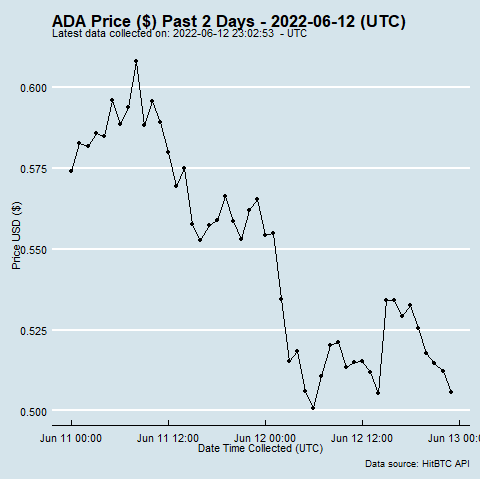 ADA Price ($) Past 2 Days - 2022-06-12 (UTC)
Latest data collected on: 2022-06-12 23:02:53  - UTC
0.600
0.575
0.550
0.525
0.500
Price USD ($)
Jun 11 00:00 Jun 11 12:00 Jun 12 00:00 Jun 12 12:00 Jun 13 00:
Date Time Collected (UTC)
Data source: HitBTC API